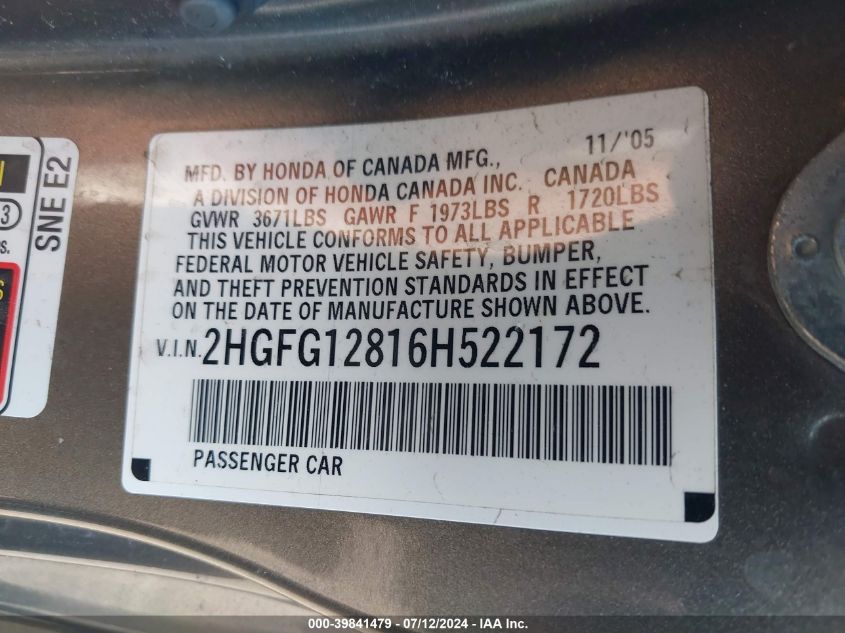 11/'05
MFD. BY HONDA OF CANADA MFG.,
A DIVISION OF HONDA CANADA INC. CANADA
GVWR 3671LBS GAWR F 1973LBS R 1720LBS
THIS VEHICLE CONFORMS TO ALL APPLICABLE
FEDERAL MOTOR VEHICLE SAFETY, BUMPER,
AND THEFT PREVENTION STANDARDS IN EFFECT
ON THE DATE OF MANUFACTURE SHOWN ABOVE.
V.I.N. 2HGFG12816H522172
PASSENGER CAR
SNE E2
3
000-39841479 - 07/12/2024 - IAA Inc.